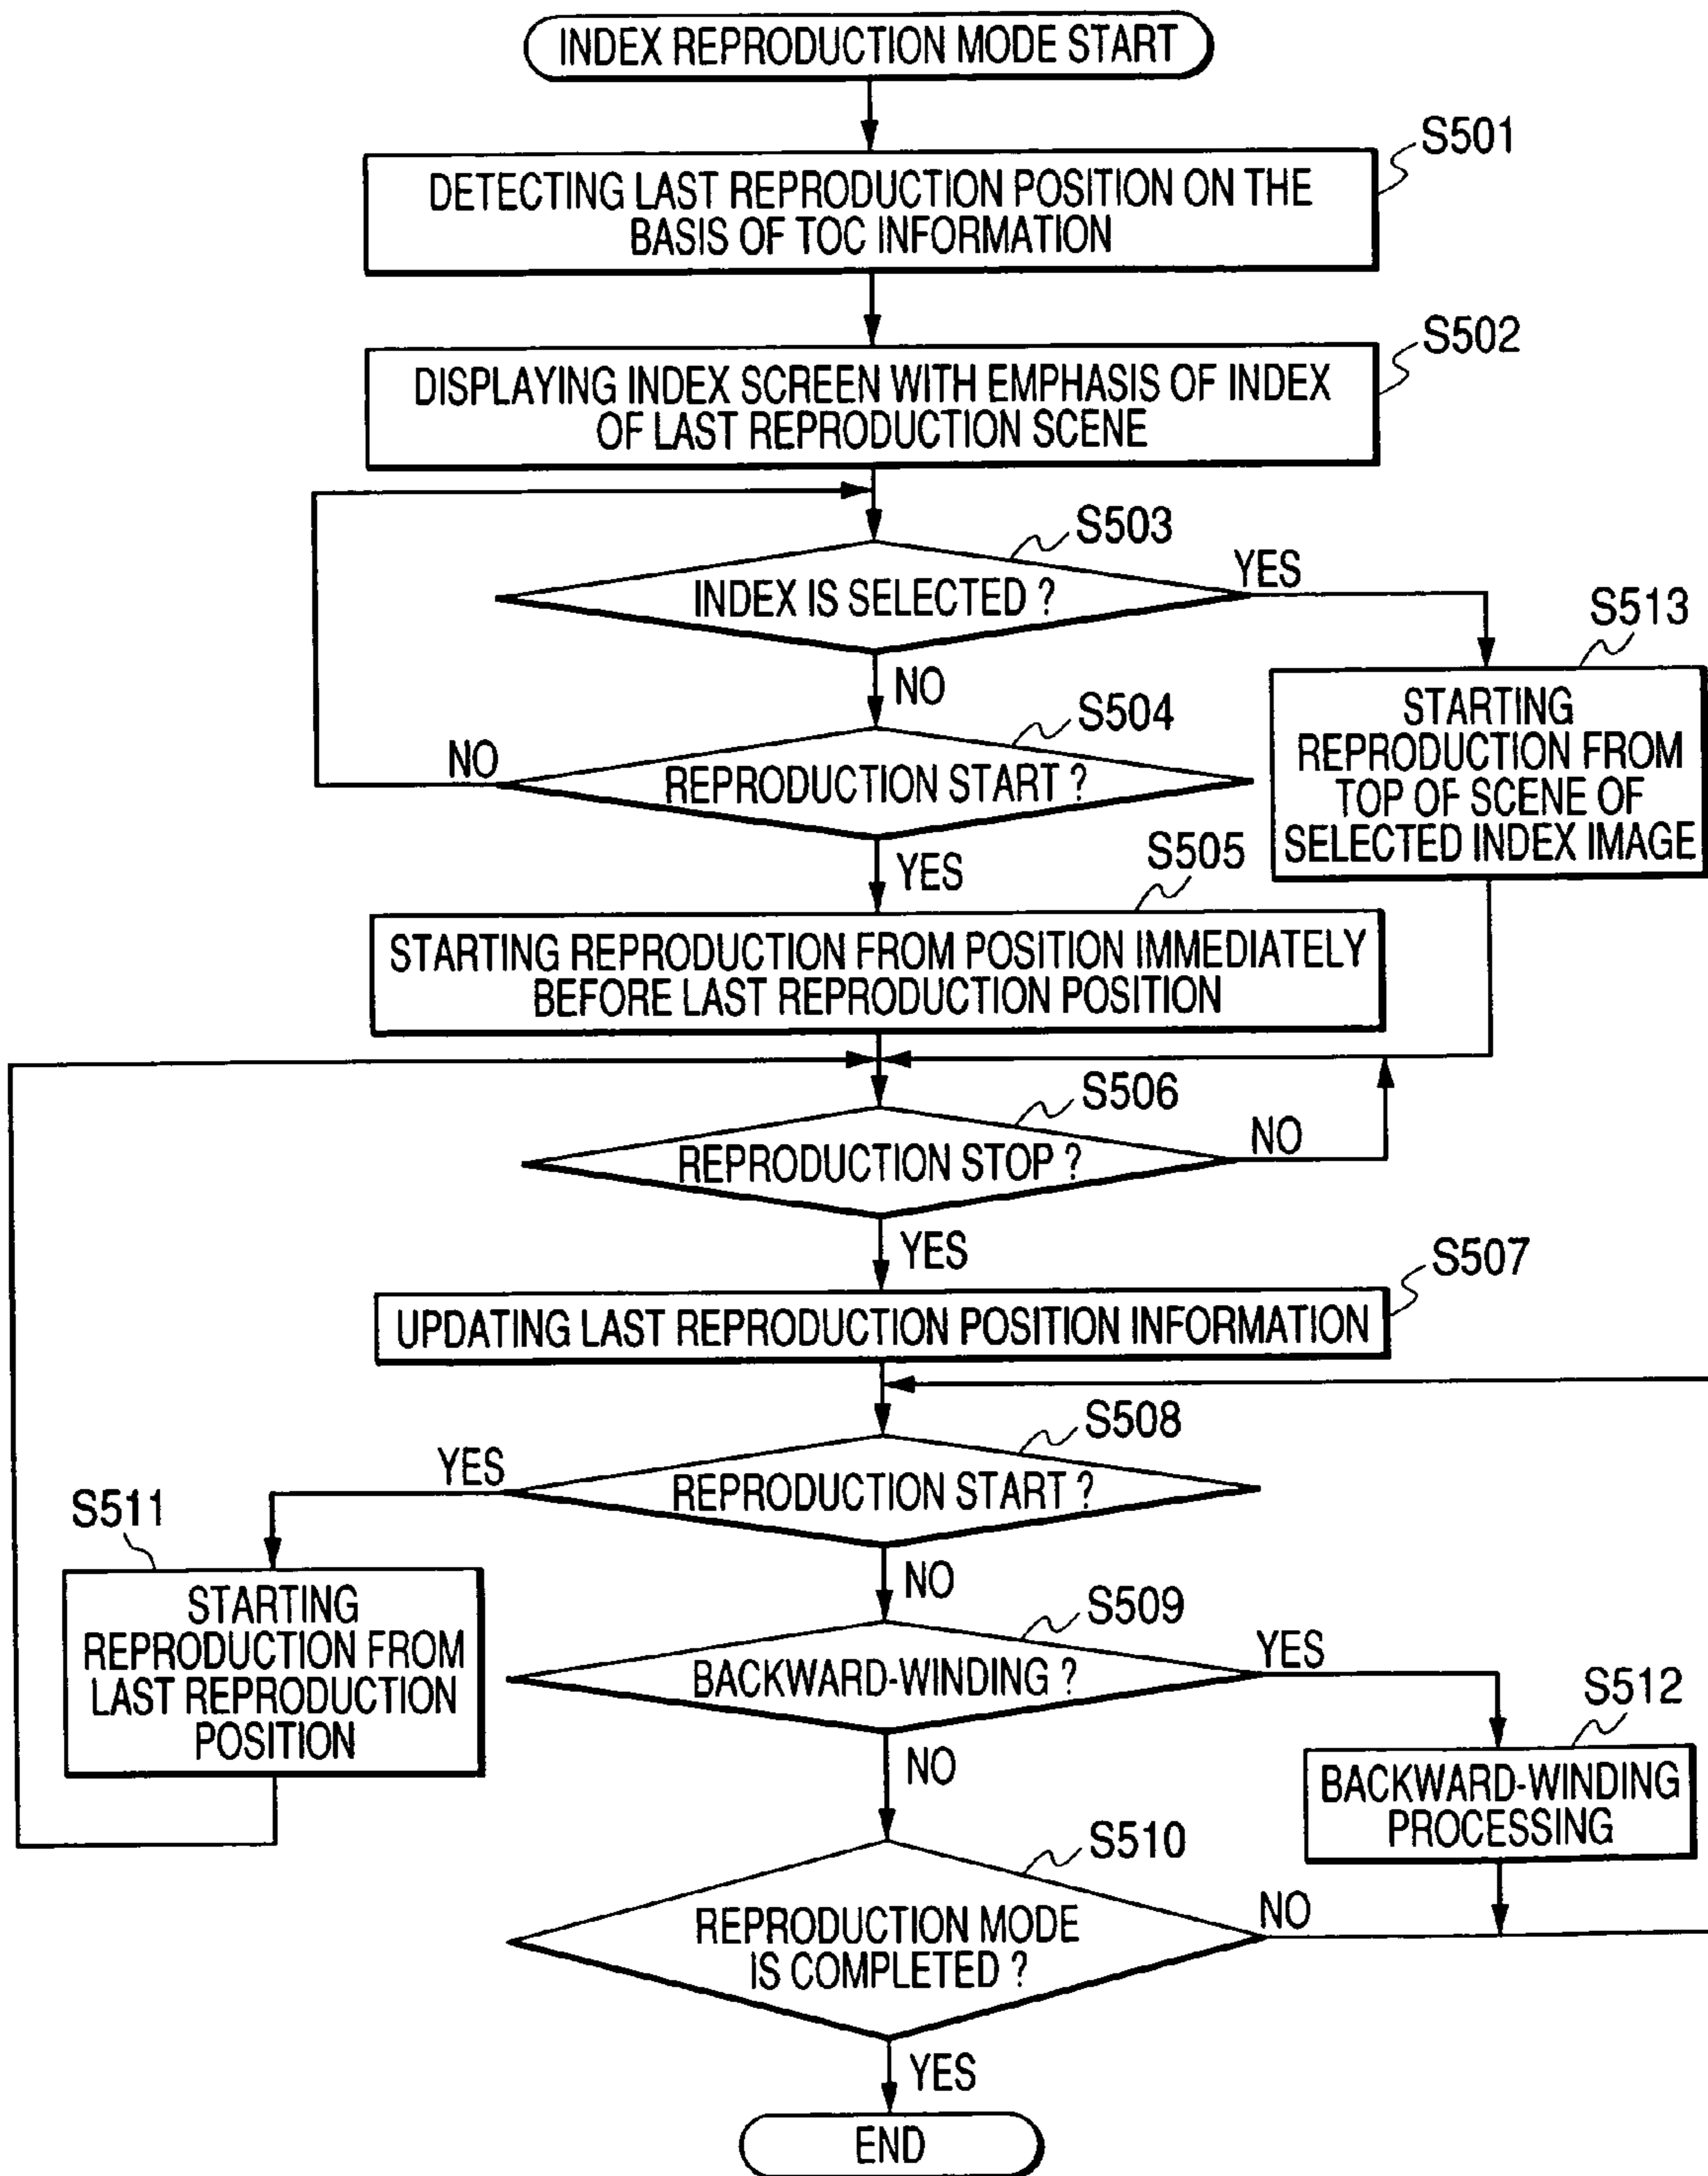 INDEX REPRODUCTION MODE START
S501
DETECTING LAST REPRODUCTION POSITION ON THE
BASIS OF TOC INFORMATION
S502
DISPLAYING INDEX SCREEN WITH EMPHASIS OF INDEX
OF LAST REPRODUCTION SCENE
S503
INDEX IS SELECTED ?
YES
NO
S513
STARTING
REPRODUCTION FROM
TOP OF SCENE OF
SELECTED INDEX IMAGE
S504
REPRODUCTION START ?
NO
YES
S505
STARTING REPRODUCTION FROM POSITION IMMEDIATELY
BEFORE LAST REPRODUCTION POSITION
S506
REPRODUCTION STOP ?
NO
YES
S507
UPDATING LAST REPRODUCTION POSITION INFORMATION
S508
REPRODUCTION START ?
YES
NO
S511
STARTING
REPRODUCTION FROM
LAST REPRODUCTION
POSITION
S509
BACKWARD-WINDING ?
YES
NO
S512
BACKWARD-WINDING
PROCESSING
S510
REPRODUCTION MODE
IS COMPLETED ?
NO
YES
END